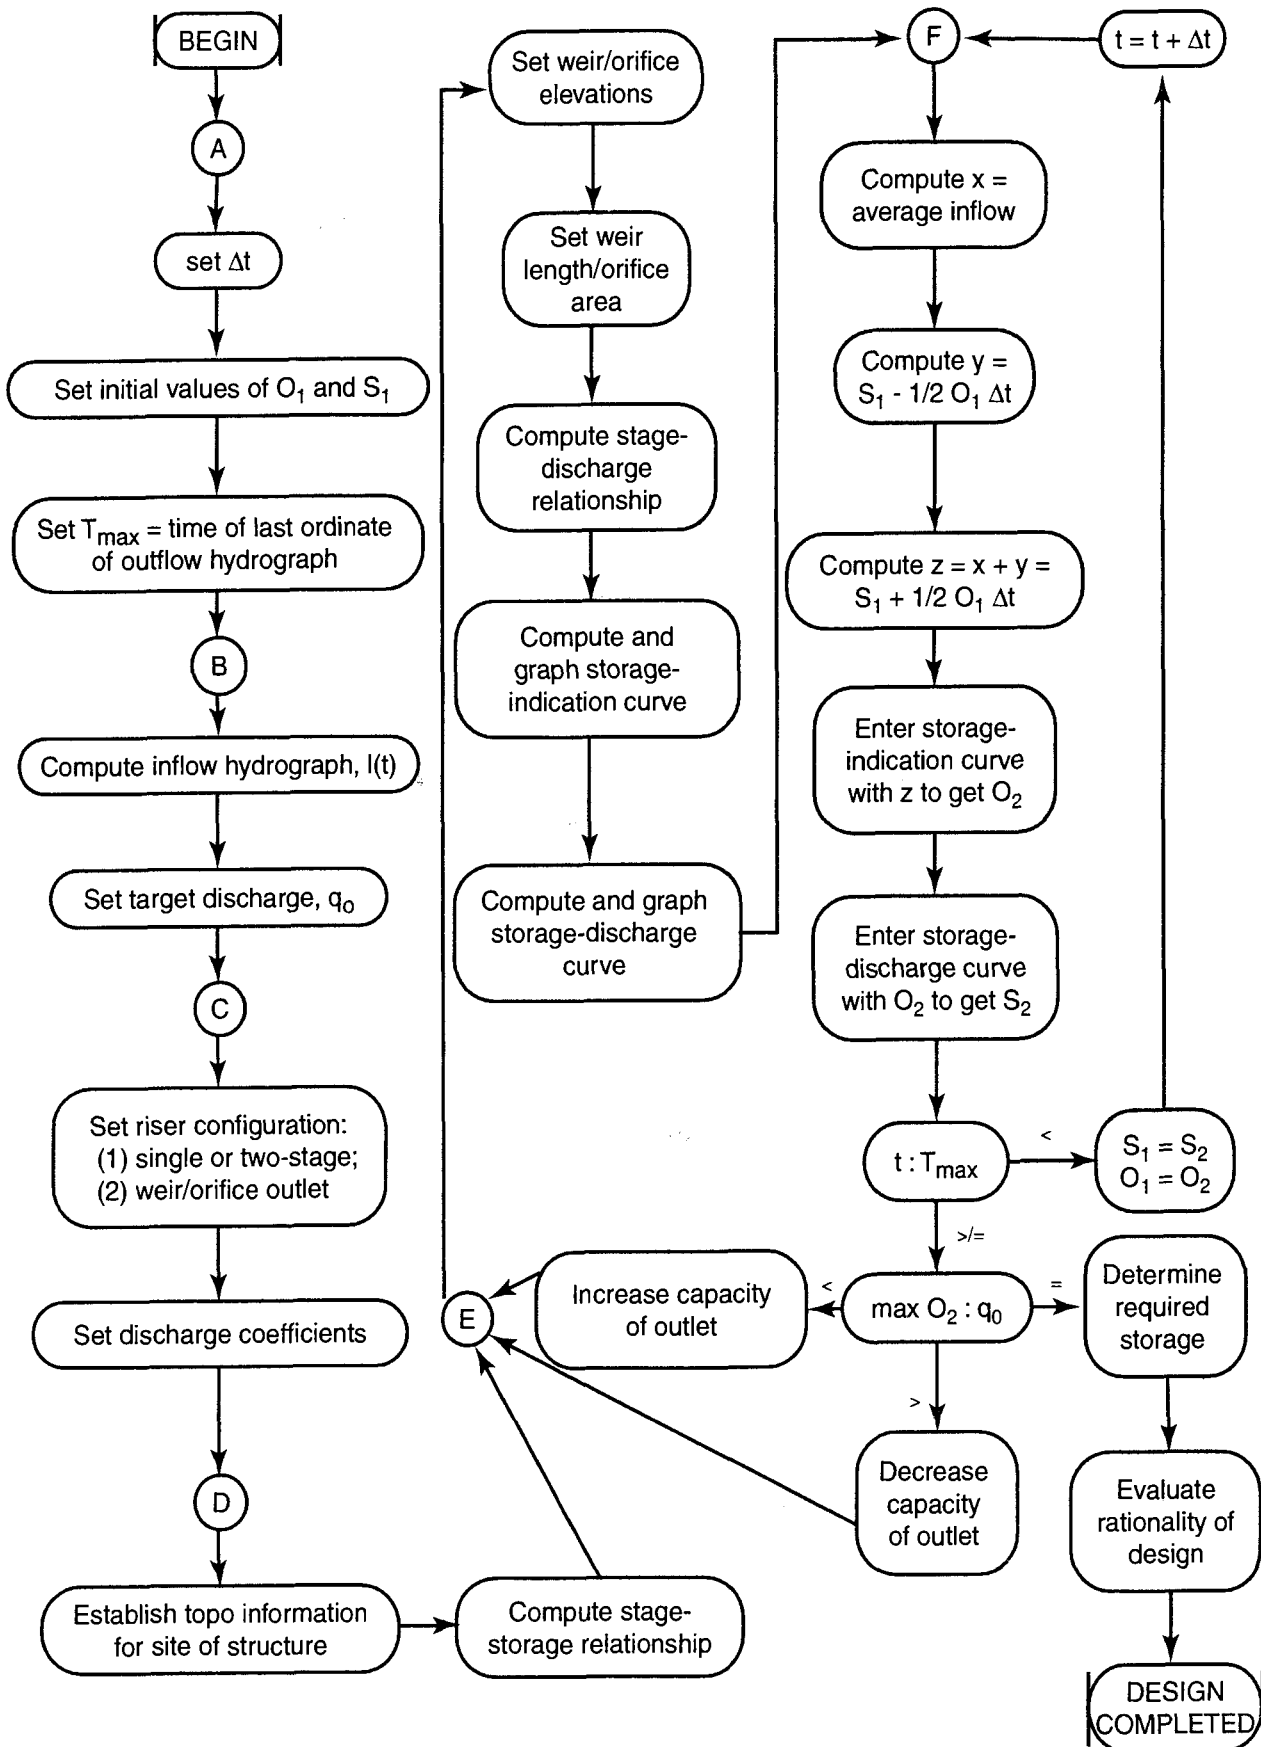 BEGIN
A
set Δt
Set initial values of O₁ and S₁
Set Tmax = time of last ordinate
of outflow hydrograph
B
Compute inflow hydrograph, I(t)
Set target discharge, qo
C
Set riser configuration:
(1) single or two-stage;
(2) weir/orifice outlet
Set discharge coefficients
D
Establish topo information
for site of structure
Compute stage-
storage relationship
E
Set weir/orifice
elevations
Set weir
length/orifice
area
Compute stage-
discharge
relationship
Compute and
graph storage-
indication curve
Compute and graph
storage-discharge
curve
F
t = t + Δt
Compute x =
average inflow
Compute y =
S₁ - 1/2 O₁ Δt
Compute z = x + y =
S₁ + 1/2 O₁ Δt
Enter storage-
indication curve
with z to get O₂
Enter storage-
discharge curve
with O₂ to get S₂
t : Tmax
<
S₁ = S₂
O₁ = O₂
>/=
max O₂ : q₀
<
Increase capacity
of outlet
>
Decrease
capacity
of outlet
=
Determine
required
storage
Evaluate
rationality of
design
DESIGN
COMPLETED